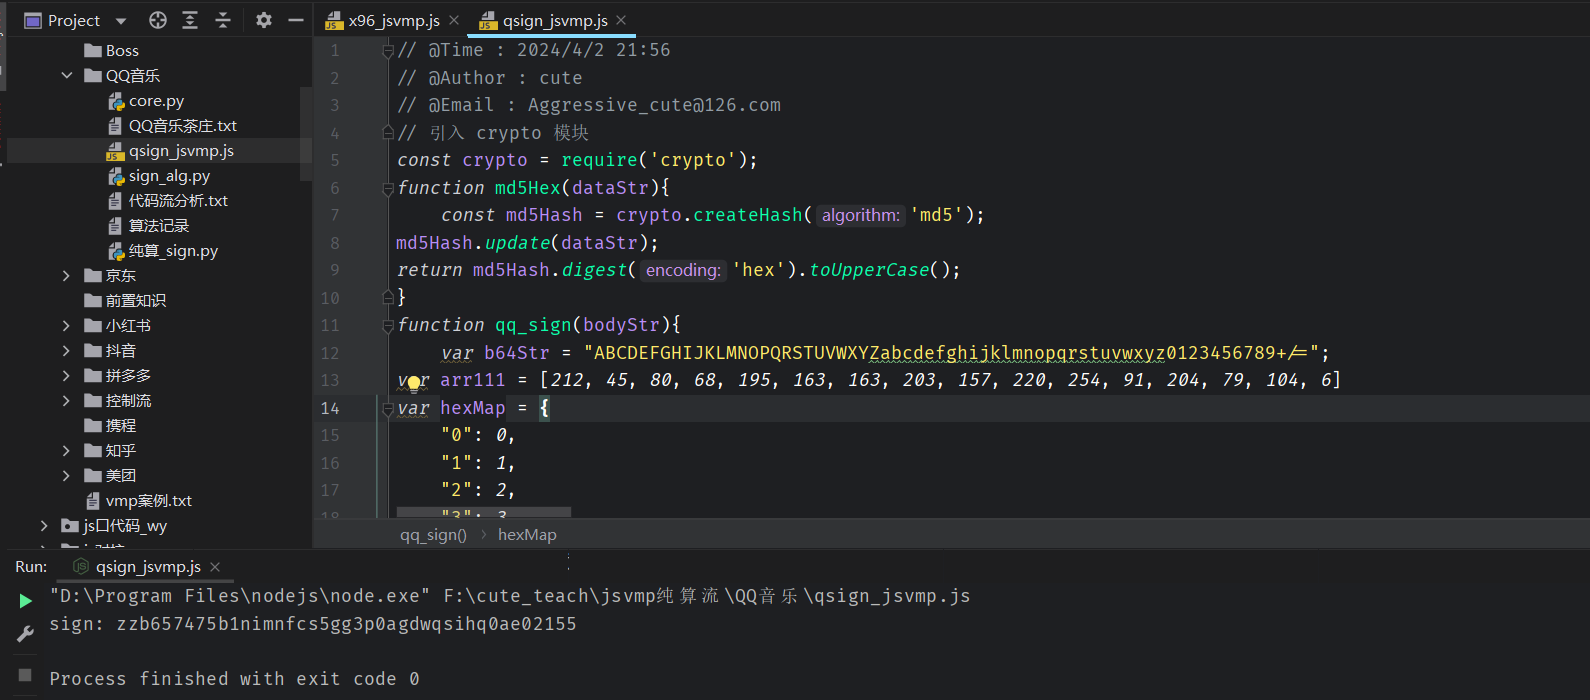 Project
x96_jsvmp.js
qsign_jsvmp.js
Boss
QQ音乐
core.py
QQ音乐茶庄.txt
qsign_jsvmp.js
sign_alg.py
代码流分析.txt
算法记录
纯算_sign.py
京东
前置知识
小红书
抖音
拼多多
控制流
携程
知乎
美团
vmp案例.txt
js口代码_wy
1 // @Time : 2024/4/2 21:56
2 // @Author : cute
3 // @Email : Aggressive_cute@126.com
4 // 引入 crypto 模块
5 const crypto = require('crypto');
6 function md5Hex(dataStr){
7 const md5Hash = crypto.createHash( algorithm: 'md5');
8 md5Hash.update(dataStr);
9 return md5Hash.digest( encoding: 'hex').toUpperCase();
10 }
11 function qq_sign(bodyStr){
12 var b64Str = "ABCDEFGHIJKLMNOPQRSTUVWXYZabcdefghijklmnopqrstuvwxyz0123456789+/=";
13 var arr111 = [212, 45, 80, 68, 195, 163, 163, 203, 157, 220, 254, 91, 204, 79, 104, 6]
14 var hexMap = {
15 "0": 0,
16 "1": 1,
17 "2": 2,
18 "3": 3
qq_sign() › hexMap
Run: qsign_jsvmp.js
"D:\Program Files\nodejs\node.exe" F:\cute_teach\jsvmp纯算流\QQ音乐\qsign_jsvmp.js
sign: zzb657475b1nimnfcs5gg3p0agdwqsihq0ae02155
Process finished with exit code 0